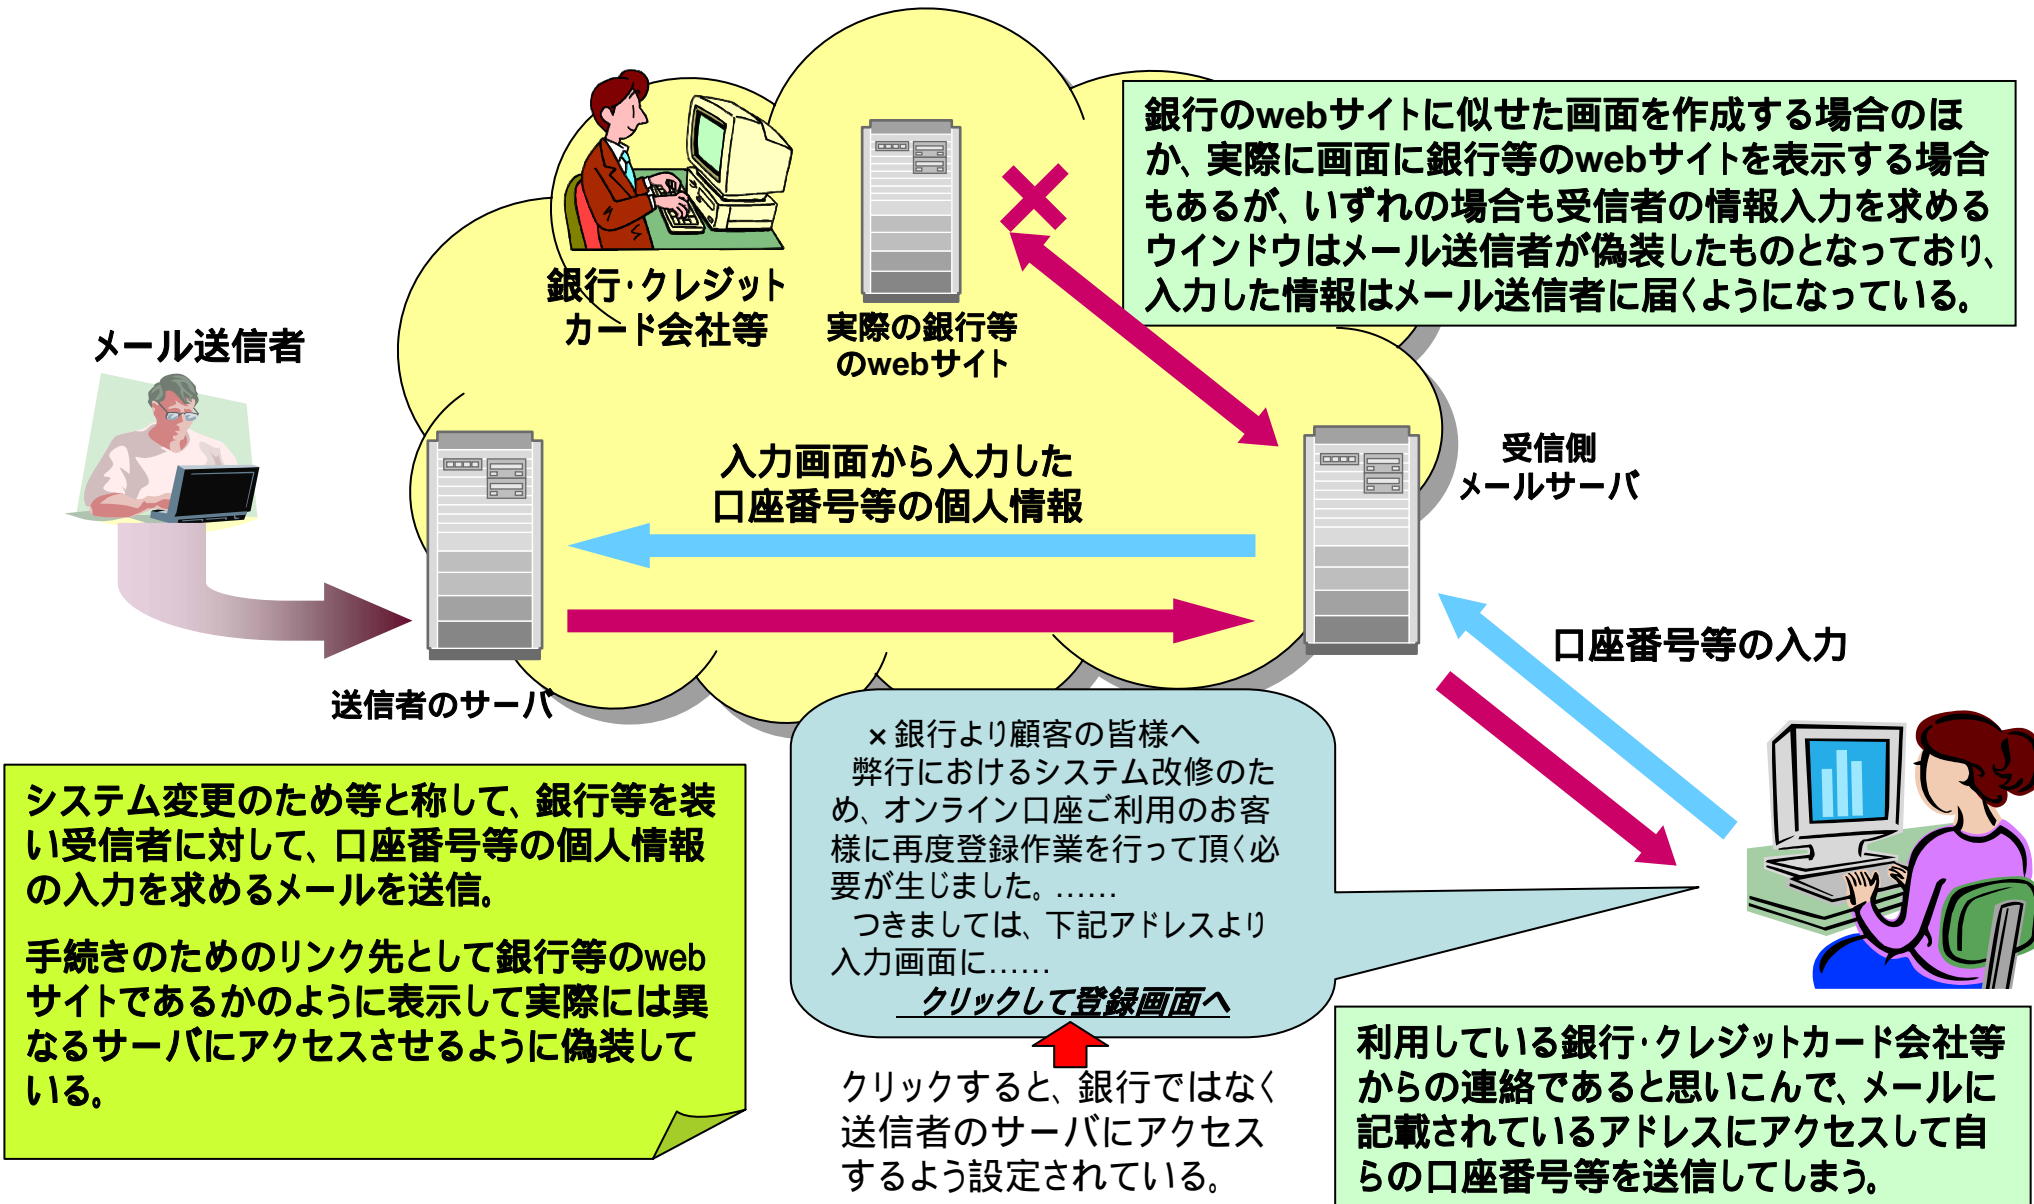 銀行のwebサイトに似せた画面を作成する場合のほ
か、実際に画面に銀行等のwebサイトを表示する場合
もあるが、いずれの場合も受信者の情報入力を求める
ウインドウはメール送信者が偽装したものとなっており、
入力した情報はメール送信者に届くようになっている。
銀行・クレジット
カード会社等
実際の銀行等
のwebサイト
メール送信者
入力画面から入力した
口座番号等の個人情報
受信側
メールサーバ
送信者のサーバ
口座番号等の入力
×銀行より顧客の皆様へ
弊行におけるシステム改修のた
め、オンライン口座ご利用のお客
様に再度登録作業を行って頂く必
要が生じました。……
つきましては、下記アドレスより
入力画面に……
クリックして登録画面へ
システム変更のため等と称して、銀行等を装
い受信者に対して、口座番号等の個人情報
の入力を求めるメールを送信。
手続きのためのリンク先として銀行等のweb
サイトであるかのように表示して実際には異
なるサーバにアクセスさせるように偽装して
いる。
クリックすると、銀行ではなく
送信者のサーバにアクセス
するよう設定されている。
利用している銀行・クレジットカード会社等
からの連絡であると思いこんで、メールに
記載されているアドレスにアクセスして自
らの口座番号等を送信してしまう。